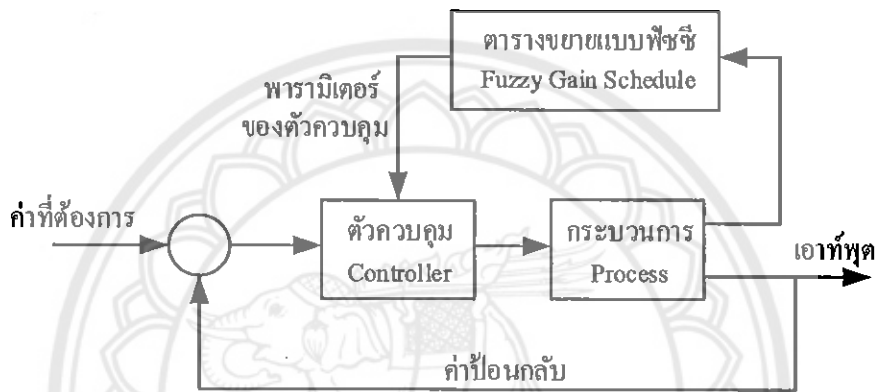 ตารางขยายแบบฟัซซี
Fuzzy Gain Schedule
พารามิเตอร์
ของตัวควบคุม
ค่าที่ต้องการ
ตัวควบคุม
Controller
กระบวนการ
Process
เอาท์พุต
ค่าป้อนกลับ